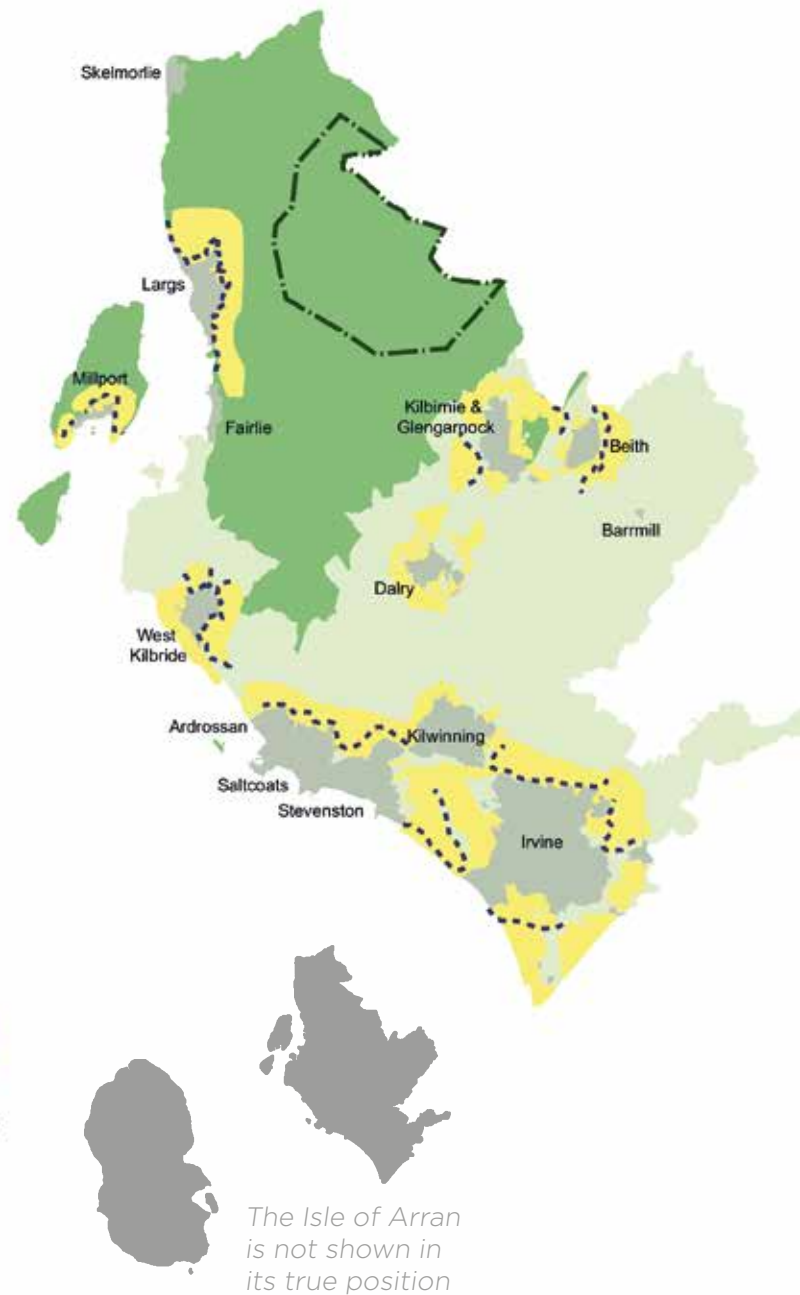 Skelmorlie
Largs
Millport
Fairlie
Kilbirnie &
Glengarpock
Beith
Barrmill
Dalry
West
Kilbride
Ardrossan
Kilwinning
Saltcoats
Stevenston
Irvine
The Isle of Arran
is not shown in
its true position